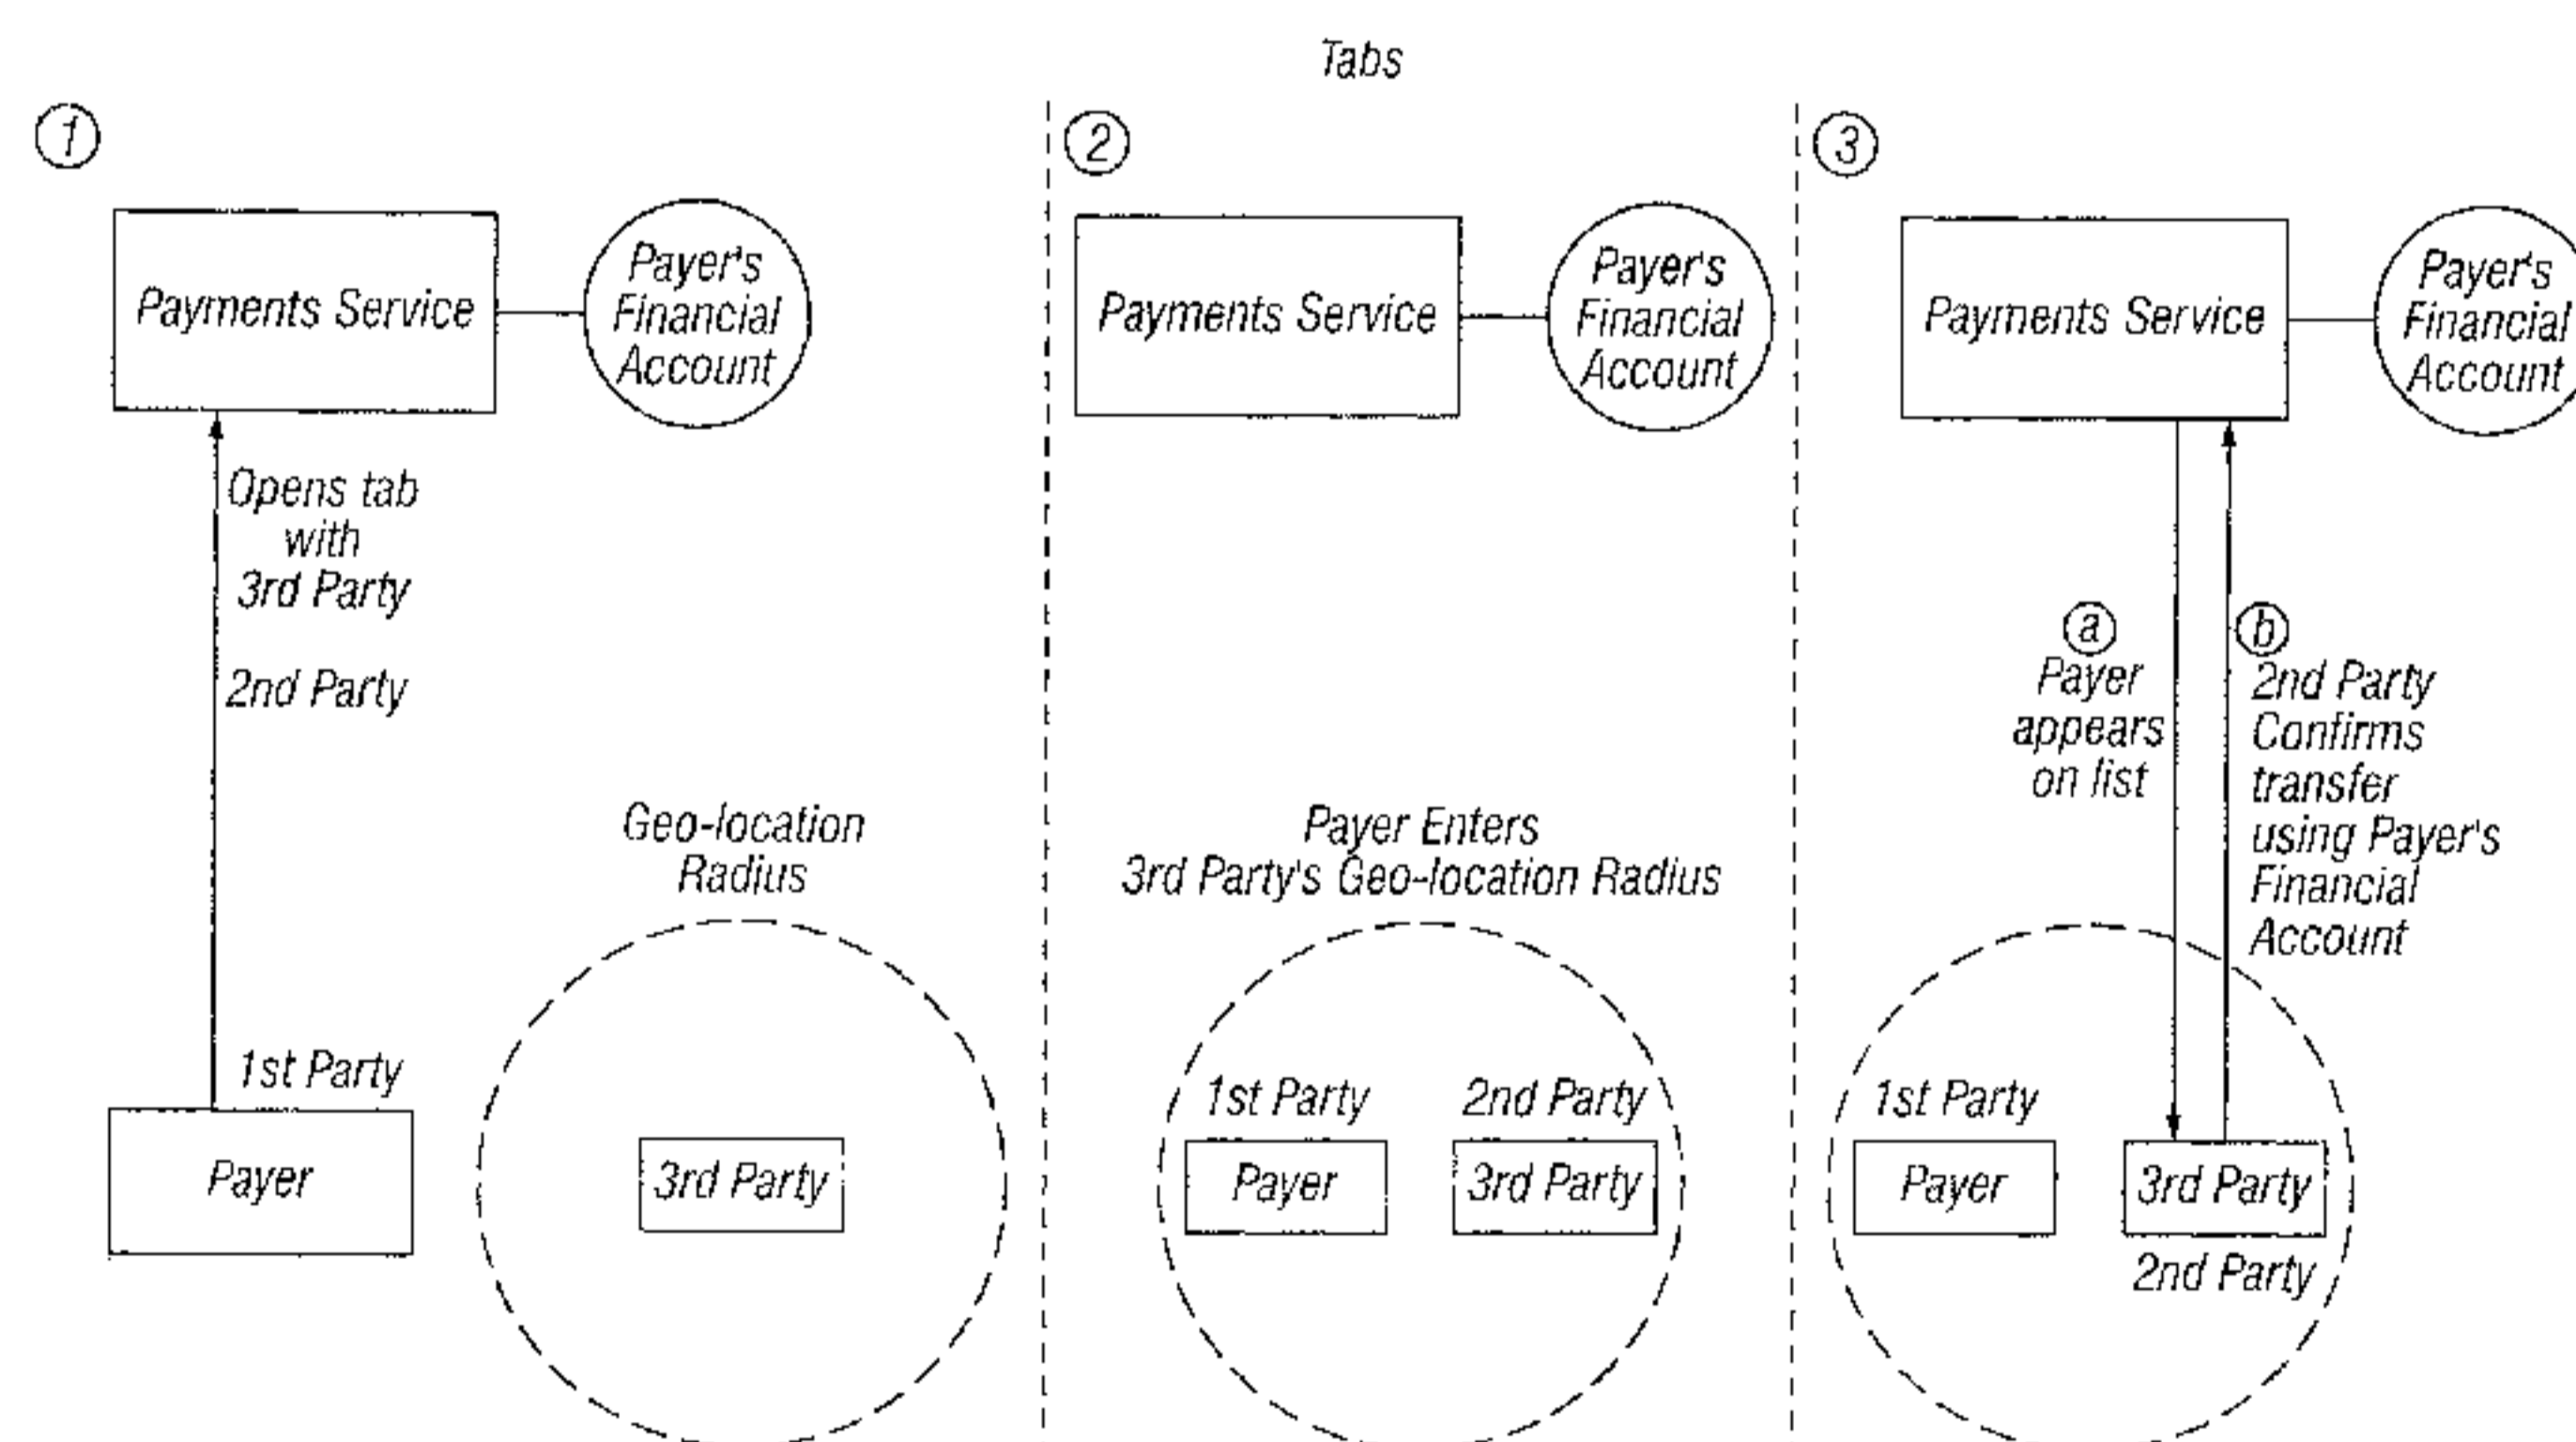 Tabs
1
Payments Service
Payer's
Financial
Account
Opens tab
with
3rd Party
2nd Party
Geo-location
Radius
1st Party
Payer
3rd Party
2
Payments Service
Payer's
Financial
Account
Payer Enters
3rd Party's Geo-location Radius
1st Party
2nd Party
Payer
3rd Party
3
Payments Service
Payer's
Financial
Account
a
Payer
appears
on list
b
2nd Party
Confirms
transfer
using Payer's
Financial
Account
1st Party
Payer
3rd Party
2nd Party